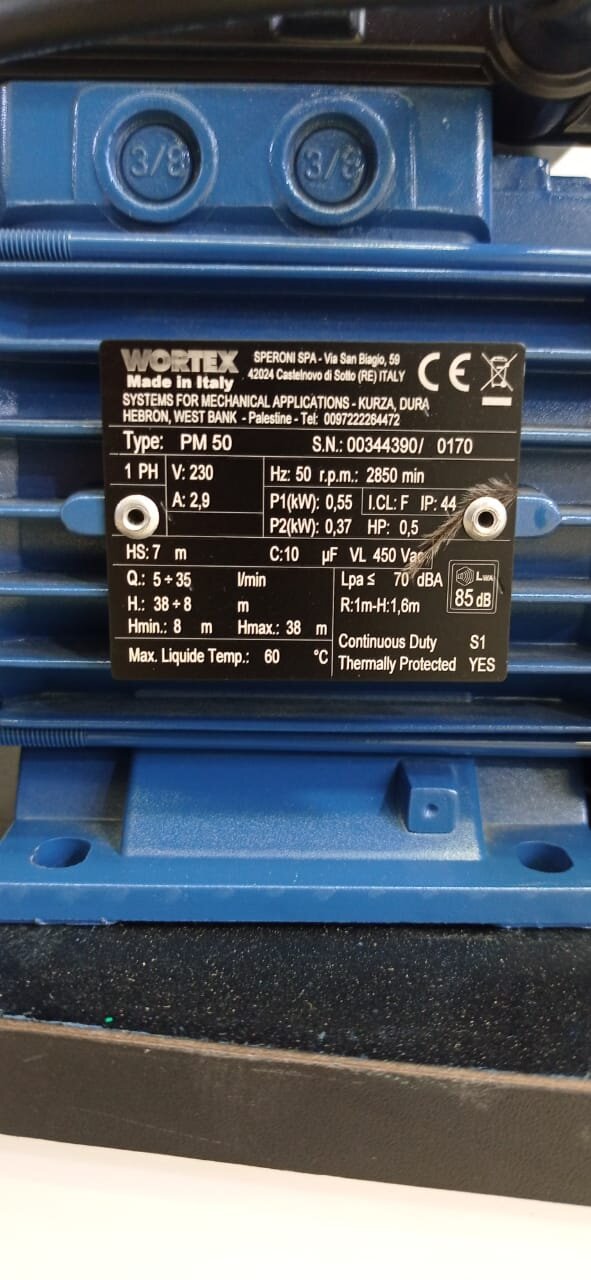 3/8 3/8
WORTEX SPERONI SPA - Via San Biagio, 59
Made in Italy 42024 Castelnovo di Sotto (RE) ITALY CE
SYSTEMS FOR MECHANICAL APPLICATIONS - KURZA, DURA
HEBRON, WEST BANK - Palestine - Tel: 0097222264472
Type: PM 50 S.N.: 00344390/ 0170
1 PH V: 230 Hz: 50 r.p.m.: 2850 min
A: 2,9 P1(kW): 0,55 I.CL: F IP: 44
P2(kW): 0,37 HP: 0,5
HS: 7 m C:10 µF VL 450 Vac
Q.: 5÷35 l/min Lpa ≤ 70 dBA LWA
H.: 38÷8 m R:1m-H:1,6m 85 dB
Hmin.: 8 m Hmax.: 38 m
Continuous Duty S1
Max. Liquide Temp.: 60 °C Thermally Protected YES